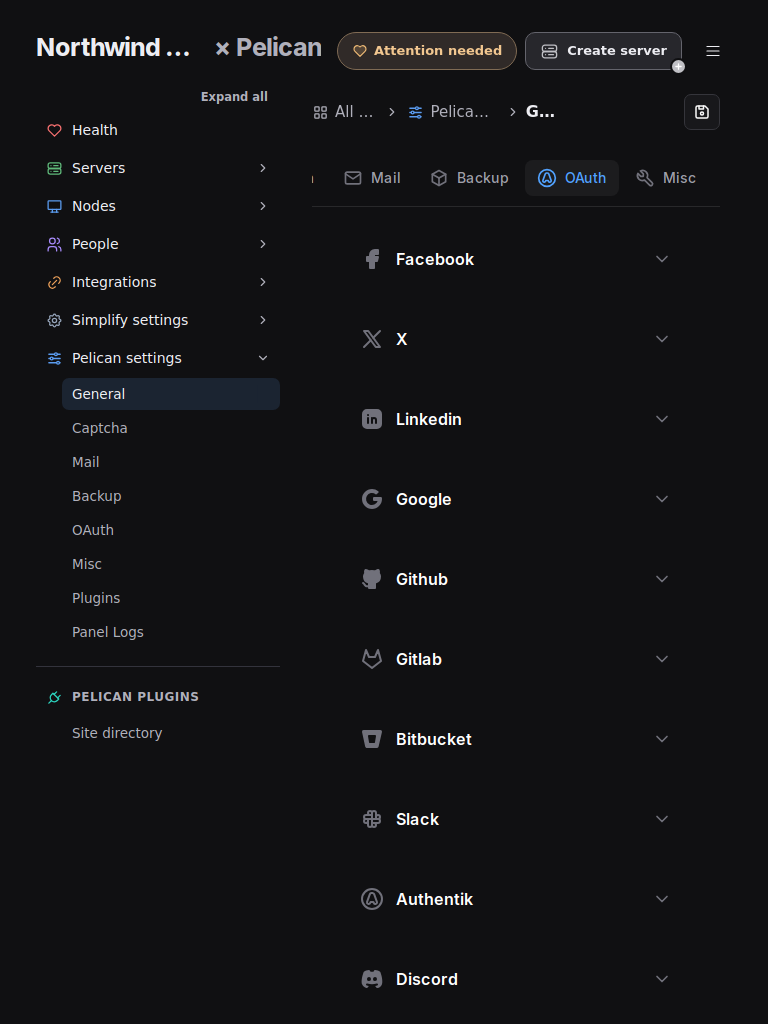 Northwind ... × Pelican
Attention needed
Create server
Expand all
Health
Servers
Nodes
People
Integrations
Simplify settings
Pelican settings
General
Captcha
Mail
Backup
OAuth
Misc
Plugins
Panel Logs
PELICAN PLUGINS
Site directory
All ... > Pelica... > G...
Mail
Backup
OAuth
Misc
Facebook
X
Linkedin
Google
Github
Gitlab
Bitbucket
Slack
Authentik
Discord